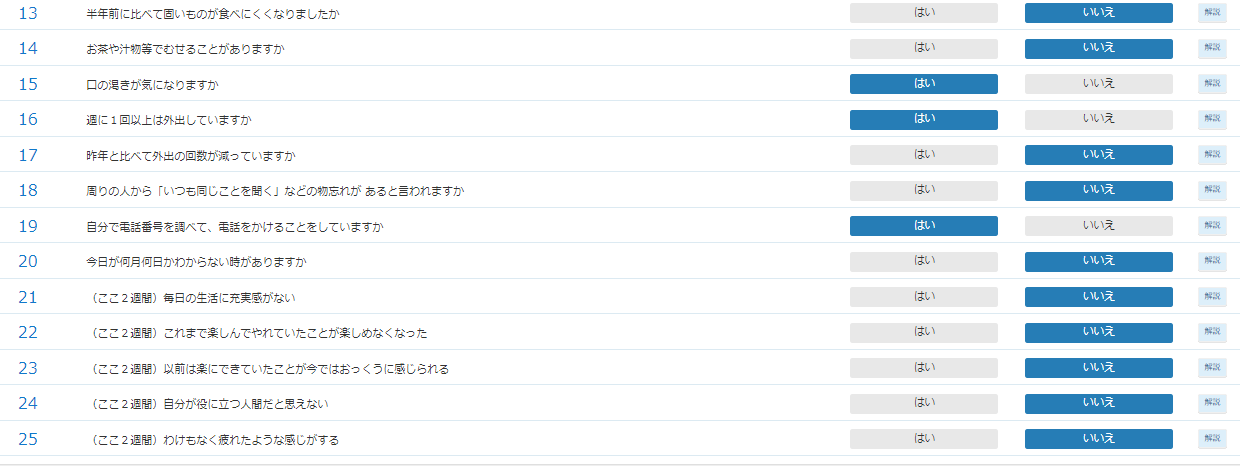 13 半年前に比べて固いものが食べにくくなりましたか はい いいえ 解説
14 お茶や汁物等でむせることがありますか はい いいえ 解説
15 口の渇きが気になりますか はい いいえ 解説
16 週に１回以上は外出していますか はい いいえ 解説
17 昨年と比べて外出の回数が減っていますか はい いいえ 解説
18 周りの人から「いつも同じことを聞く」などの物忘れが あると言われますか はい いいえ 解説
19 自分で電話番号を調べて、電話をかけることをしていますか はい いいえ 解説
20 今日が何月何日かわからない時がありますか はい いいえ 解説
21 （ここ２週間）毎日の生活に充実感がない はい いいえ 解説
22 （ここ２週間）これまで楽しんでやれていたことが楽しめなくなった はい いいえ 解説
23 （ここ２週間）以前は楽にできていたことが今ではおっくうに感じられる はい いいえ 解説
24 （ここ２週間）自分が役に立つ人間だと思えない はい いいえ 解説
25 （ここ２週間）わけもなく疲れたような感じがする はい いいえ 解説